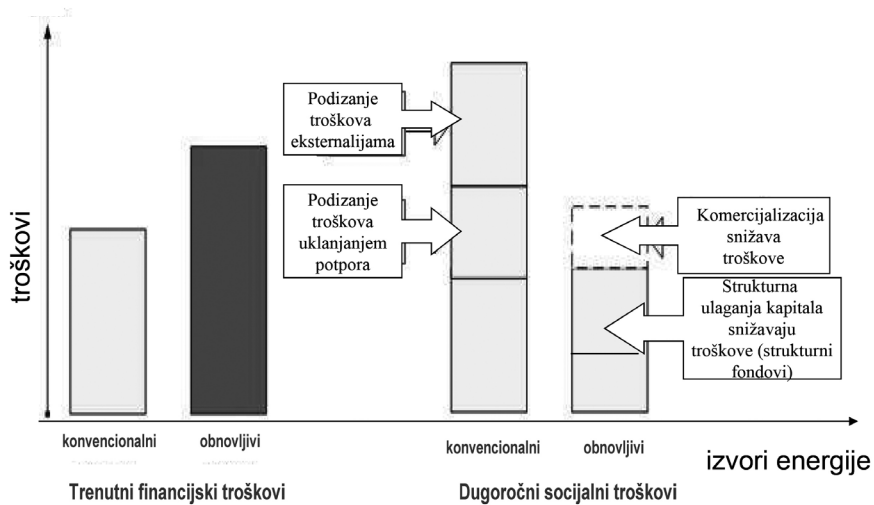 troškovi
Podizanje
troškova
eksternalijama
Podizanje
troškova
uklanjanjem
potpora
Komercijalizacija
snižava
troškove
Strukturna
ulaganja kapitala
snižavaju
troškove (strukturni
fondovi)
konvencionalni
obnovljivi
konvencionalni
obnovljivi
izvori energije
Trenutni financijski troškovi
Dugoročni socijalni troškovi